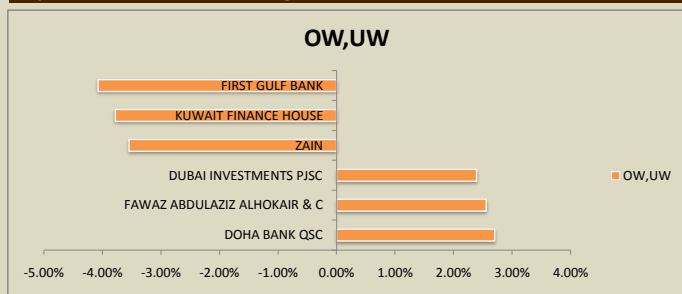 OW,UW
FIRST GULF BANK
KUWAIT FINANCE HOUSE
ZAIN
DUBAI INVESTMENTS PJSC
OW,UW
FAWAZ ABDULAZIZ ALHOKAIR & C
DOHA BANK QSC
-5.00% -4.00% -3.00% -2.00% -1.00% 0.00% 1.00% 2.00% 3.00% 4.00%